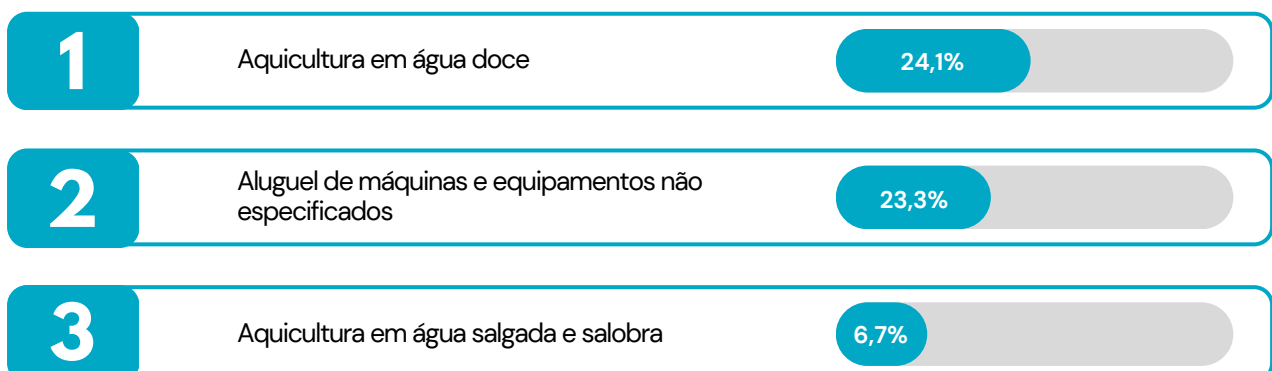 1
Aquicultura em água doce
24,1%
2
Aluguel de máquinas e equipamentos não
especificados
23,3%
3
Aquicultura em água salgada e salobra
6,7%